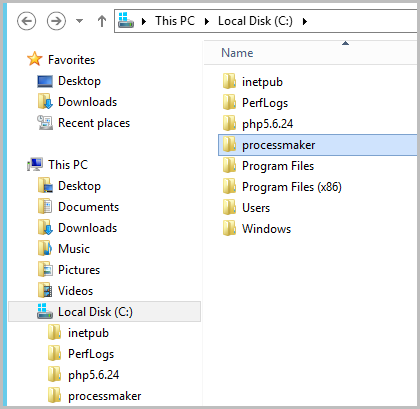 This PC Local Disk (C:)
Favorites
Desktop
Downloads
Recent places
This PC
Desktop
Documents
Downloads
Music
Pictures
Videos
Local Disk (C:)
inetpub
PerfLogs
php5.6.24
processmaker
Name
inetpub
PerfLogs
php5.6.24
processmaker
Program Files
Program Files (x86)
Users
Windows